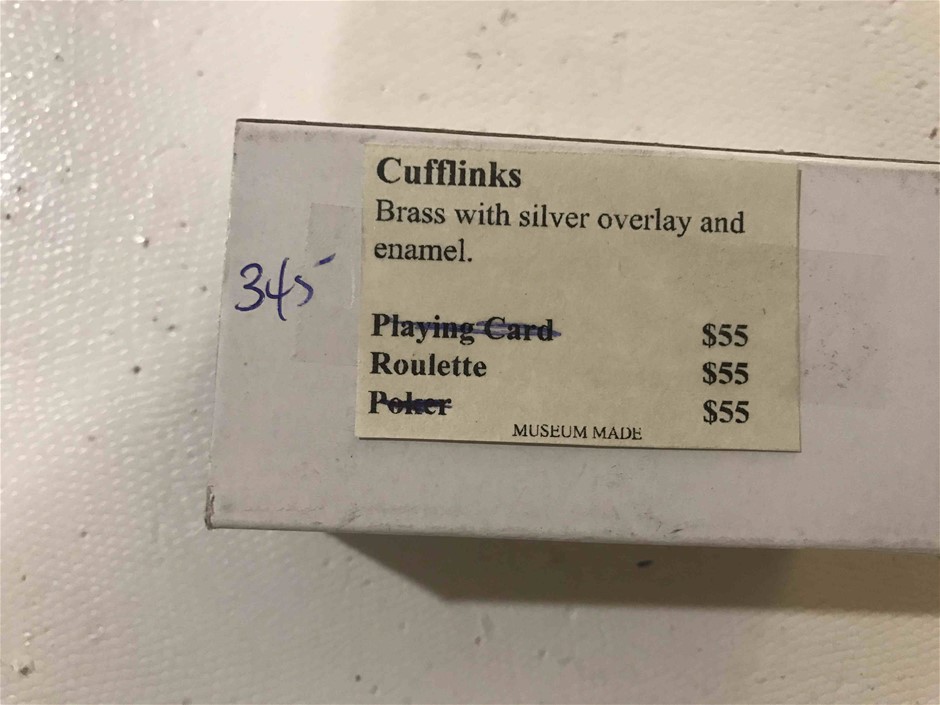 Cufflinks
Brass with silver overlay and
enamel.
345
Playing Card $55
Roulette $55
Poker $55
MUSEUM MADE